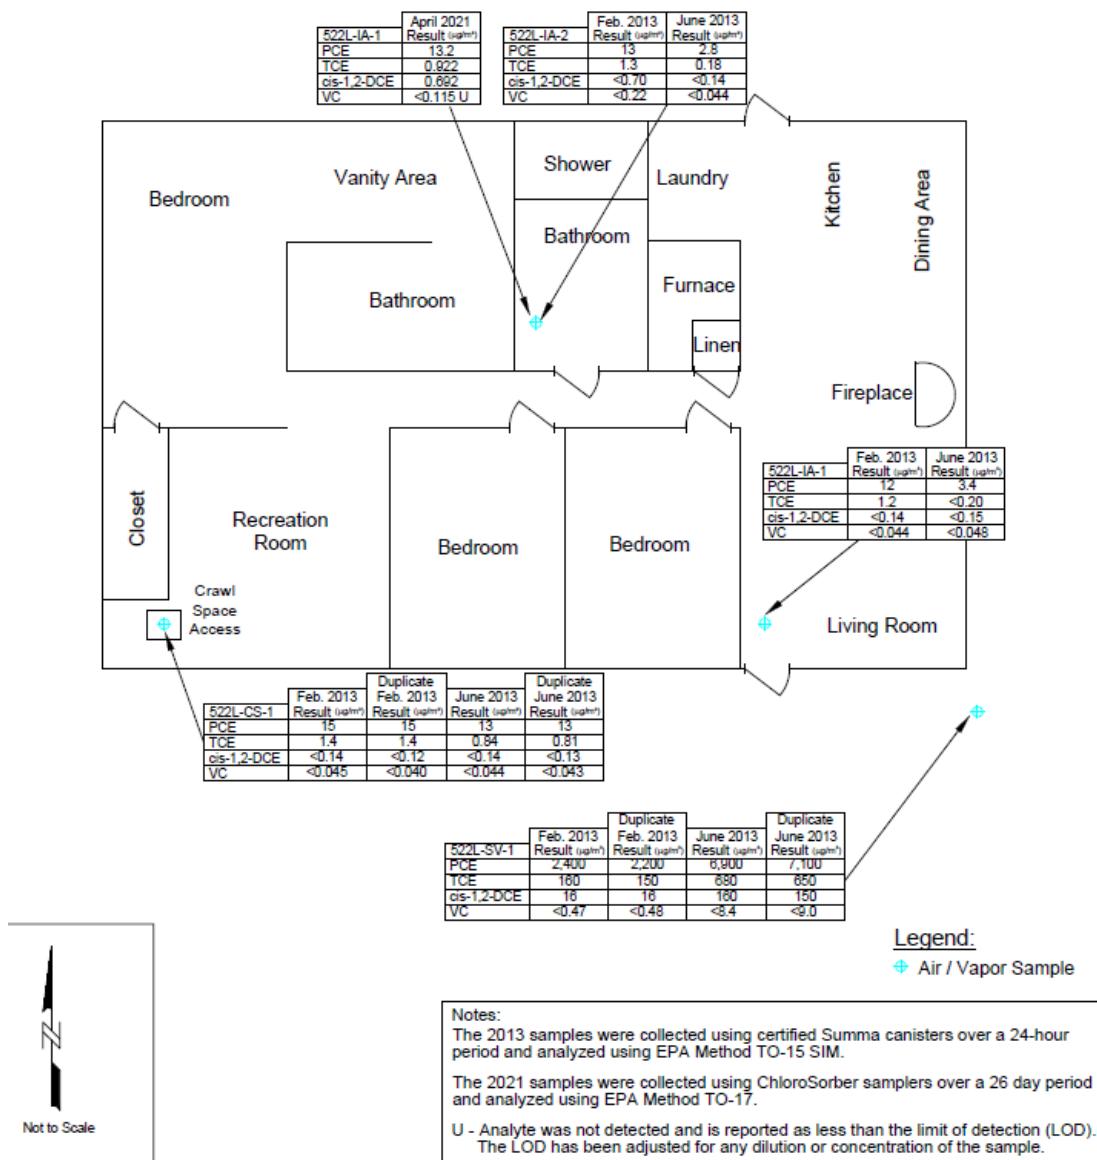 April 2021
522L-IA-1 Result (µg/m³)
PCE 13.2
TCE 0.922
cis-1,2-DCE 0.692
VC <0.115 U
Feb. 2013 June 2013
522L-IA-2 Result (µg/m³) Result (µg/m³)
PCE 13 2.8
TCE 1.3 0.18
cis-1,2-DCE <0.70 <0.14
VC <0.22 <0.044
Bedroom
Vanity Area
Shower
Laundry
Kitchen
Dining Area
Bathroom
Bathroom
Furnace
Linen
Fireplace
Feb. 2013 June 2013
522L-IA-1 Result (µg/m³) Result (µg/m³)
PCE 12 3.4
TCE 1.2 <0.20
cis-1,2-DCE <0.14 <0.15
VC <0.044 <0.048
Closet
Recreation
Room
Bedroom
Bedroom
Crawl
Space
Access
Living Room
Duplicate Duplicate
Feb. 2013 Feb. 2013 June 2013 June 2013
522L-CS-1 Result (µg/m³) Result (µg/m³) Result (µg/m³) Result (µg/m³)
PCE 15 15 13 13
TCE 1.4 1.4 0.84 0.81
cis-1,2-DCE <0.14 <0.12 <0.14 <0.13
VC <0.045 <0.040 <0.044 <0.043
Duplicate Duplicate
Feb. 2013 Feb. 2013 June 2013 June 2013
522L-SV-1 Result (µg/m³) Result (µg/m³) Result (µg/m³) Result (µg/m³)
PCE 2,400 2,200 6,900 7,100
TCE 160 150 680 650
cis-1,2-DCE 16 16 160 150
VC <0.47 <0.48 <8.4 <9.0
Legend:
Air / Vapor Sample
N
Not to Scale
Notes:
The 2013 samples were collected using certified Summa canisters over a 24-hour
period and analyzed using EPA Method TO-15 SIM.
The 2021 samples were collected using ChloroSorber samplers over a 26 day period
and analyzed using EPA Method TO-17.
U - Analyte was not detected and is reported as less than the limit of detection (LOD).
The LOD has been adjusted for any dilution or concentration of the sample.